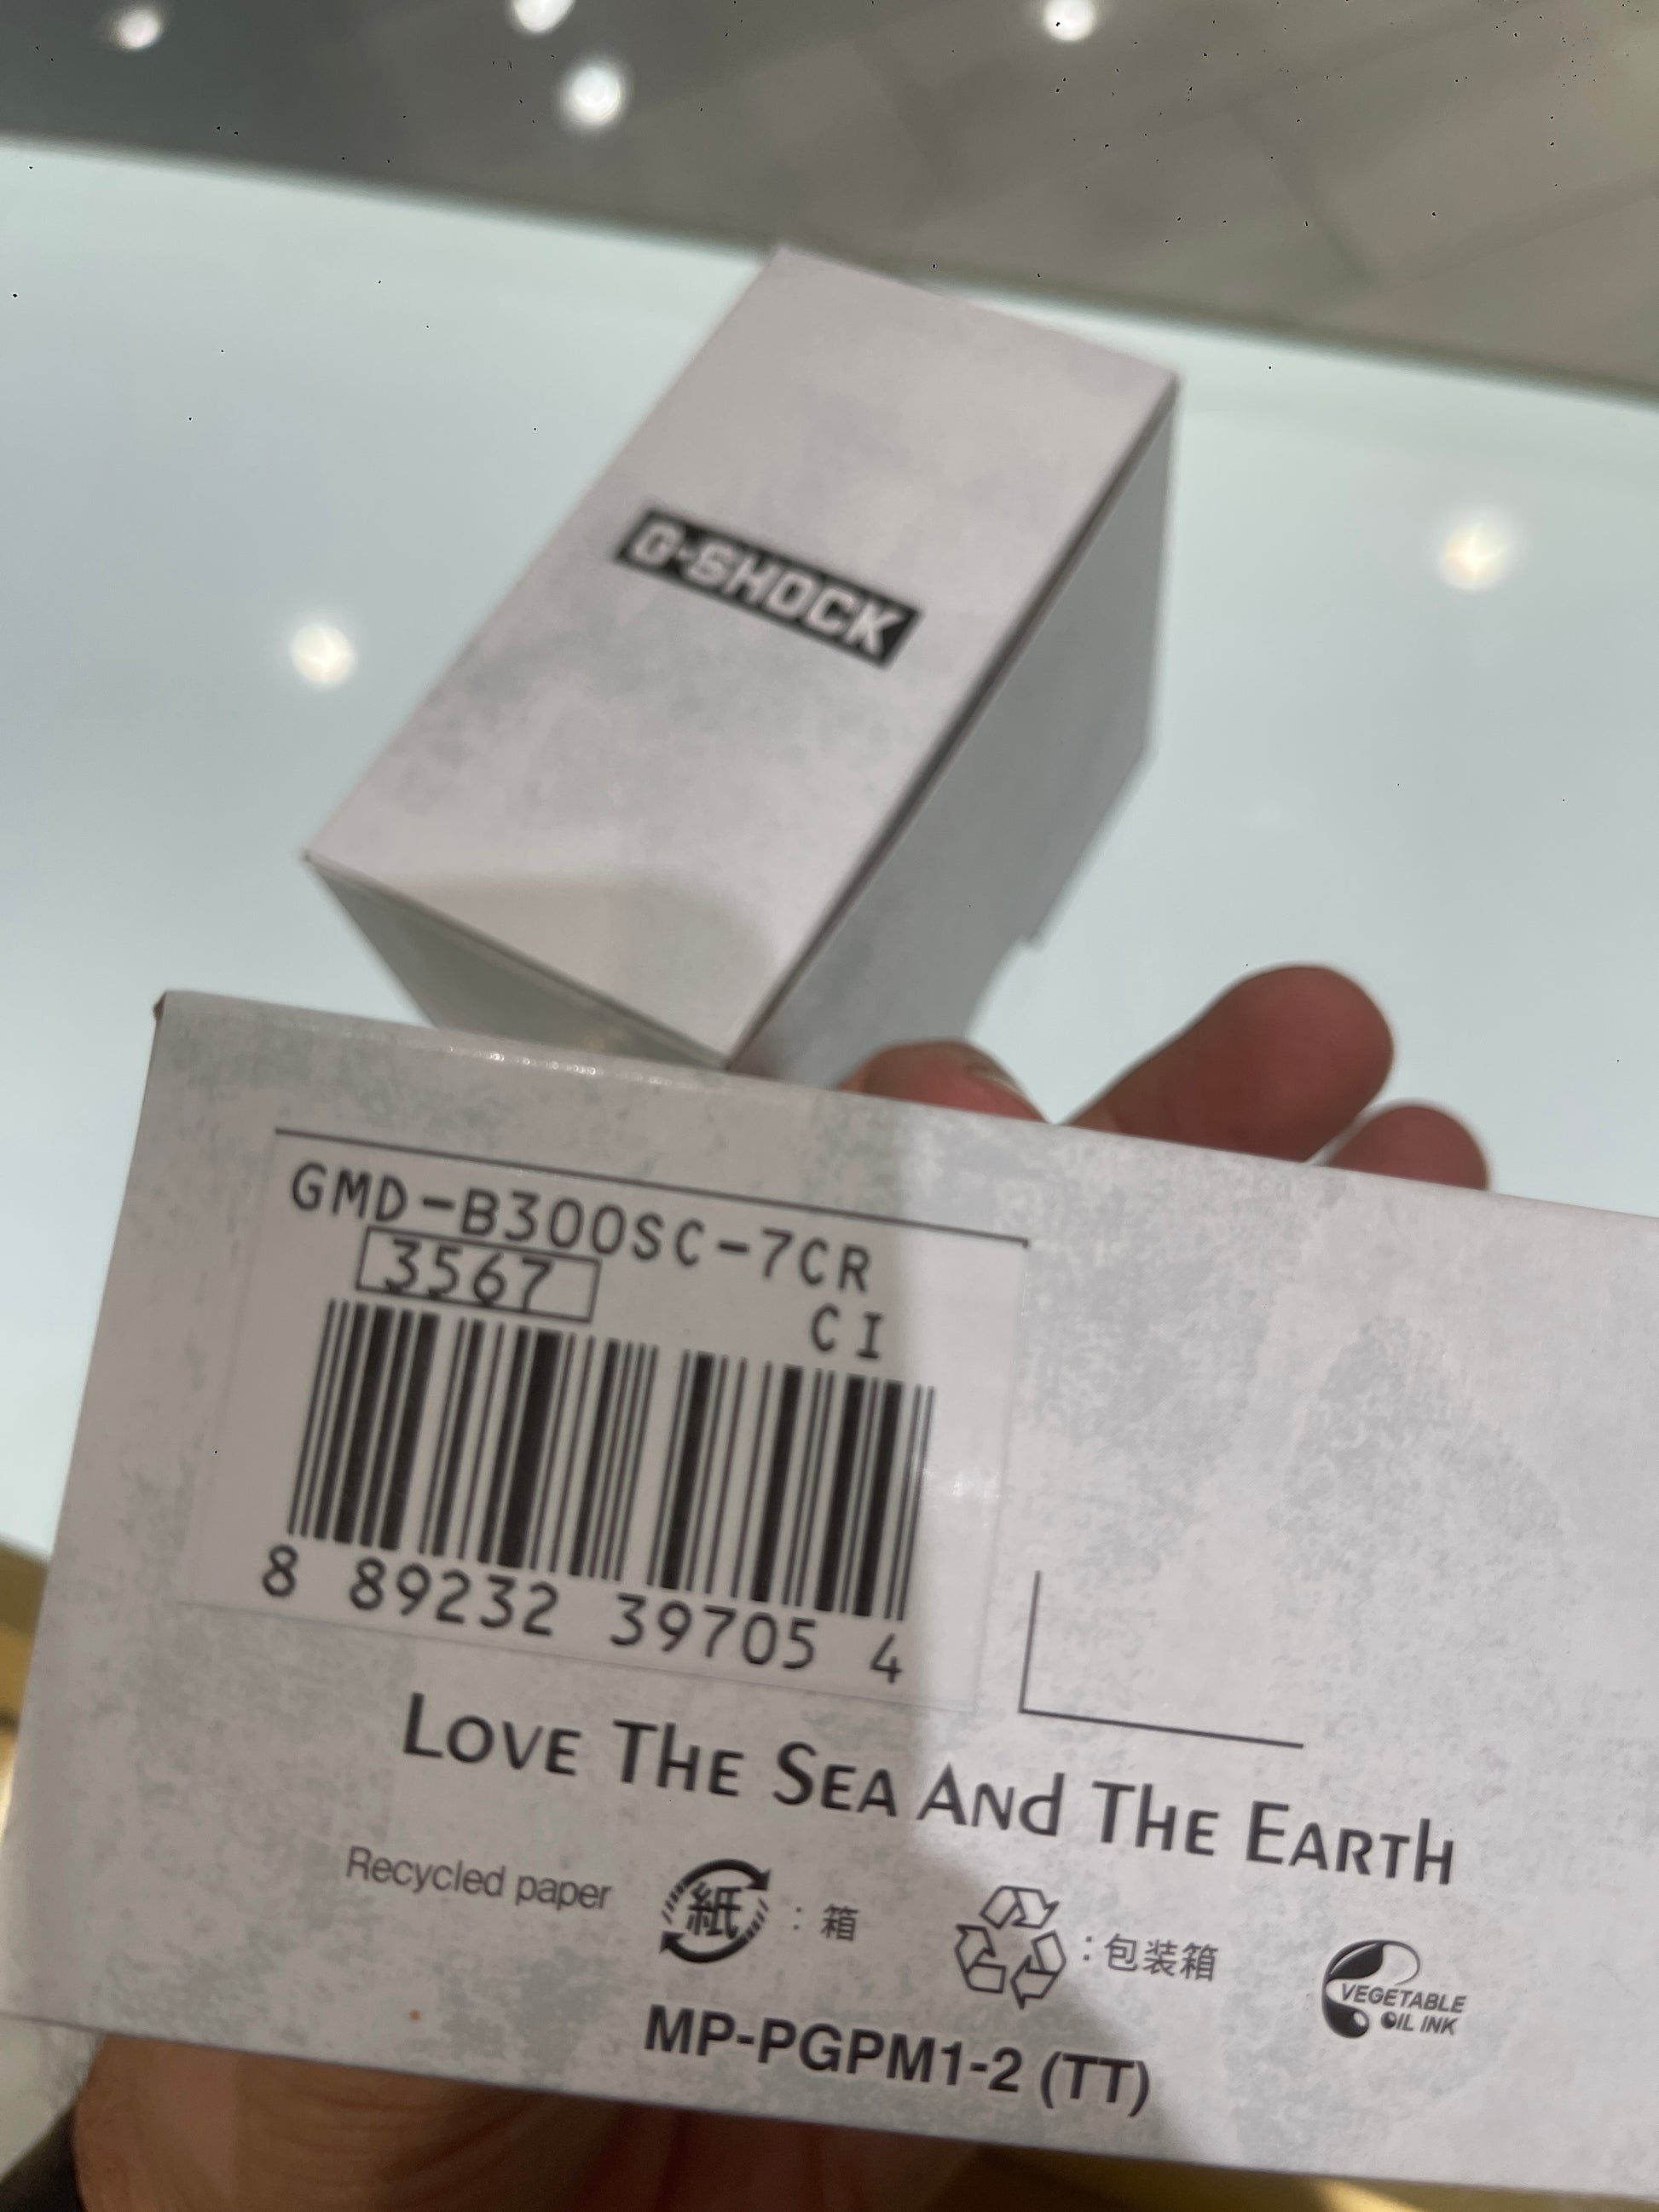 G-SHOCK
GMD-B300SC-7CR
3567
CI
8 89232 39705 4
LOVE THE SEA AND THE EARTH
Recycled paper 紙 : 箱 : 包装箱 VEGETABLE
OIL INK
MP-PGPM1-2 (TT)